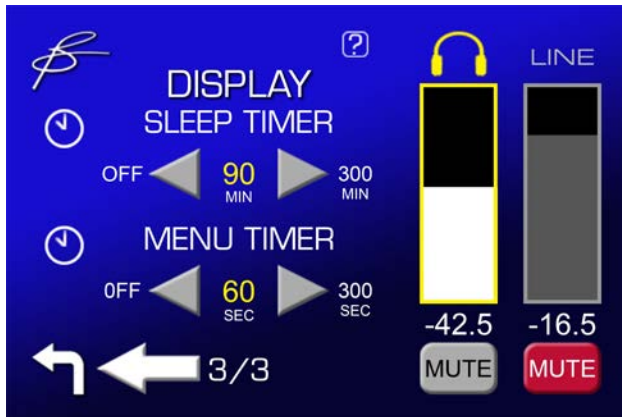 ?
DISPLAY
LINE
SLEEP TIMER
OFF 90 MIN 300 MIN
MENU TIMER
0FF 60 SEC 300 SEC
-42.5 -16.5
3/3
MUTE MUTE